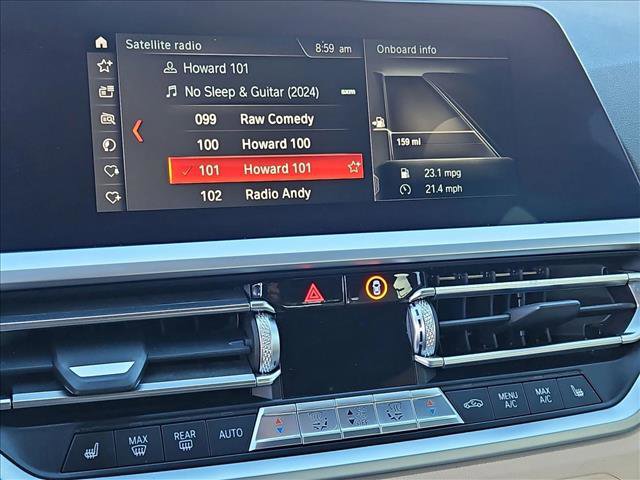 Satellite radio 8:59 am
Howard 101
No Sleep & Guitar (2024) sxm
099 Raw Comedy
100 Howard 100
101 Howard 101
102 Radio Andy
Onboard info
159 mi
23.1 mpg
21.4 mph
MAX
REAR
AUTO
MENU
A/C
MAX
A/C